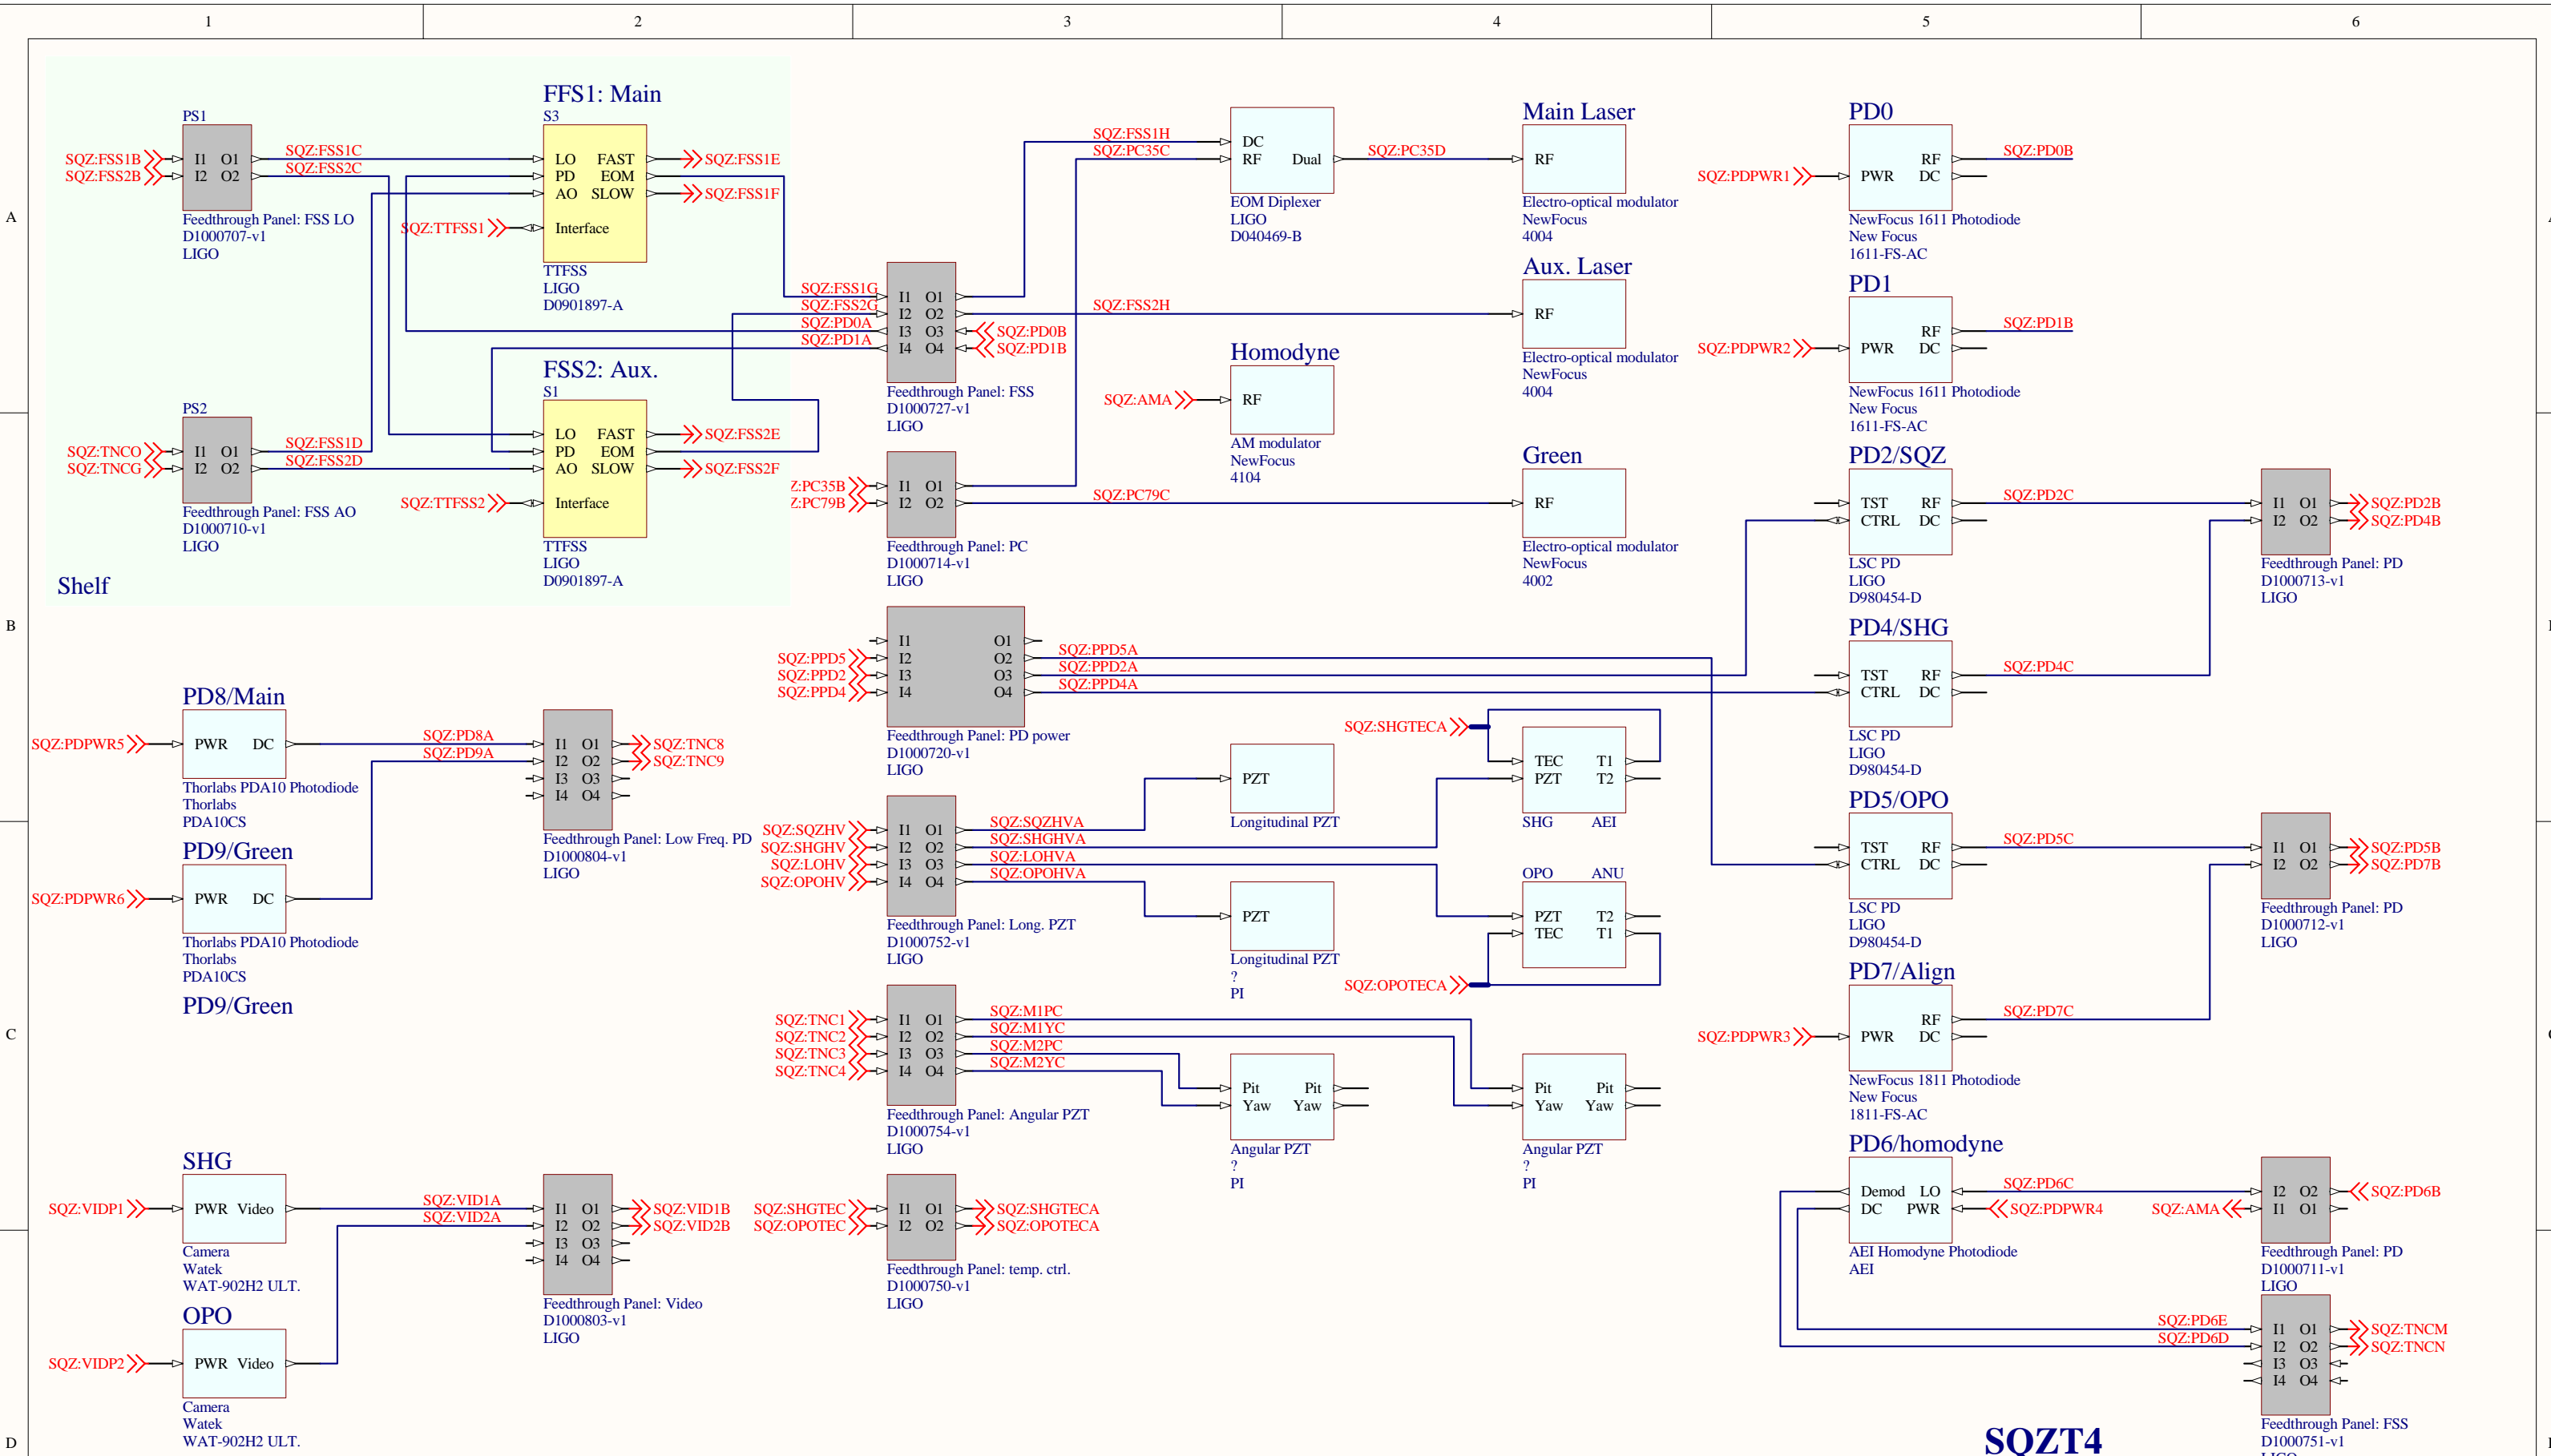 1 2 3 4 5 6
A
B
C
D
FFS1: Main
PS1
S3
SQZ:FSS1B I1 O1 SQZ:FSS1C LO FAST SQZ:FSS1E
SQZ:FSS2B I2 O2 SQZ:FSS2C PD EOM
AO SLOW SQZ:FSS1F
SQZ:TTFSS1 Interface
Feedthrough Panel: FSS LO
D1000707-v1
LIGO
TTFSS
LIGO
D0901897-A
FSS2: Aux.
PS2
S1
SQZ:TNCO I1 O1 SQZ:FSS1D
SQZ:TNCG I2 O2 SQZ:FSS2D
LO FAST SQZ:FSS2E
PD EOM
AO SLOW SQZ:FSS2F
SQZ:TTFSS2 Interface
Feedthrough Panel: FSS AO
D1000710-v1
LIGO
TTFSS
LIGO
D0901897-A
Shelf
SQZ:FSS1G I1 O1 SQZ:FSS1H
SQZ:FSS2G I2 O2 SQZ:FSS2H
SQZ:PD0A I3 O3 SQZ:PD0B
SQZ:PD1A I4 O4 SQZ:PD1B
Feedthrough Panel: FSS
D1000727-v1
LIGO
Z:PC35B I1 O1 SQZ:PC35C
Z:PC79B I2 O2 SQZ:PC79C
Feedthrough Panel: PC
D1000714-v1
LIGO
DC
RF Dual SQZ:PC35D
EOM Diplexer
LIGO
D040469-B
Main Laser
RF
Electro-optical modulator
NewFocus
4004
Aux. Laser
RF
Electro-optical modulator
NewFocus
4004
Homodyne
SQZ:AMA RF
AM modulator
NewFocus
4104
Green
RF
Electro-optical modulator
NewFocus
4002
PD0
RF SQZ:PD0B
SQZ:PDPWR1 PWR DC
NewFocus 1611 Photodiode
New Focus
1611-FS-AC
PD1
RF SQZ:PD1B
SQZ:PDPWR2 PWR DC
NewFocus 1611 Photodiode
New Focus
1611-FS-AC
PD2/SQZ
TST RF SQZ:PD2C
CTRL DC
LSC PD
LIGO
D980454-D
I1 O1 SQZ:PD2B
I2 O2 SQZ:PD4B
Feedthrough Panel: PD
D1000713-v1
LIGO
PD4/SHG
TST RF SQZ:PD4C
CTRL DC
LSC PD
LIGO
D980454-D
I1 O1
SQZ:PPD5 I2 O2 SQZ:PPD5A
SQZ:PPD2 I3 O3 SQZ:PPD2A
SQZ:PPD4 I4 O4 SQZ:PPD4A
Feedthrough Panel: PD power
D1000720-v1
LIGO
PD8/Main
SQZ:PDPWR5 PWR DC SQZ:PD8A
Thorlabs PDA10 Photodiode
Thorlabs
PDA10CS
PD9/Green
SQZ:PDPWR6 PWR DC SQZ:PD9A
Thorlabs PDA10 Photodiode
Thorlabs
PDA10CS
PD9/Green
I1 O1 SQZ:TNC8
I2 O2 SQZ:TNC9
I3 O3
I4 O4
Feedthrough Panel: Low Freq. PD
D1000804-v1
LIGO
SQZ:SQZHV I1 O1 SQZ:SQZHVA
SQZ:SHGHV I2 O2 SQZ:SHGHVA
SQZ:LOHV I3 O3 SQZ:LOHVA
SQZ:OPOHV I4 O4 SQZ:OPOHVA
Feedthrough Panel: Long. PZT
D1000752-v1
LIGO
PZT
Longitudinal PZT
PZT
Longitudinal PZT
?
PI
SQZ:SHGTECA
TEC T1
PZT T2
SHG AEI
OPO ANU
PZT T2
TEC T1
SQZ:OPOTECA
PD5/OPO
TST RF SQZ:PD5C
CTRL DC
LSC PD
LIGO
D980454-D
I1 O1 SQZ:PD5B
I2 O2 SQZ:PD7B
Feedthrough Panel: PD
D1000712-v1
LIGO
PD7/Align
RF SQZ:PD7C
SQZ:PDPWR3 PWR DC
NewFocus 1811 Photodiode
New Focus
1811-FS-AC
SQZ:TNC1 I1 O1 SQZ:M1PC
SQZ:TNC2 I2 O2 SQZ:M1YC
SQZ:TNC3 I3 O3 SQZ:M2PC
SQZ:TNC4 I4 O4 SQZ:M2YC
Feedthrough Panel: Angular PZT
D1000754-v1
LIGO
Pit Pit
Yaw Yaw
Angular PZT
?
PI
Pit Pit
Yaw Yaw
Angular PZT
?
PI
SHG
SQZ:VIDP1 PWR Video SQZ:VID1A
Camera
Watek
WAT-902H2 ULT.
OPO
SQZ:VIDP2 PWR Video SQZ:VID2A
Camera
Watek
WAT-902H2 ULT.
I1 O1 SQZ:VID1B
I2 O2 SQZ:VID2B
I3 O3
I4 O4
Feedthrough Panel: Video
D1000803-v1
LIGO
SQZ:SHGTEC I1 O1 SQZ:SHGTECA
SQZ:OPOTEC I2 O2 SQZ:OPOTECA
Feedthrough Panel: temp. ctrl.
D1000750-v1
LIGO
PD6/homodyne
Demod LO SQZ:PD6C
DC PWR SQZ:PDPWR4
AEI Homodyne Photodiode
AEI
I2 O2 SQZ:PD6B
SQZ:AMA I1 O1
Feedthrough Panel: PD
D1000711-v1
LIGO
SQZ:PD6E I1 O1 SQZ:TNCM
SQZ:PD6D I2 O2 SQZ:TNCN
I3 O3
I4 O4
Feedthrough Panel: FSS
D1000751-v1
SQZT4